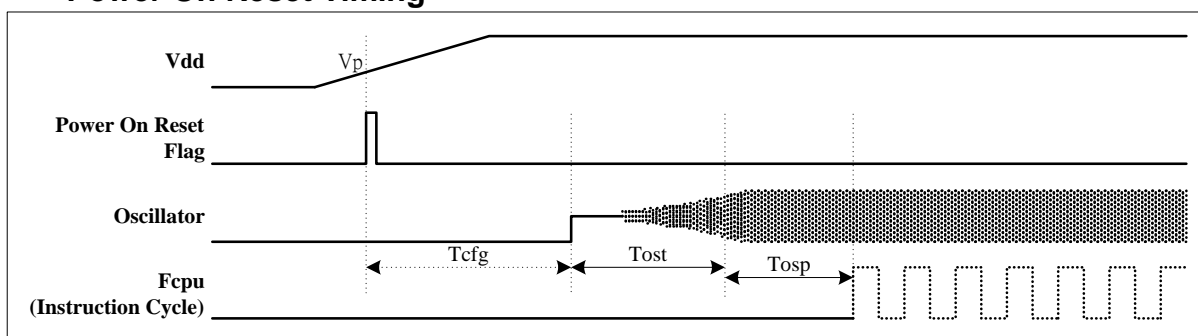 Power On Reset Timing
Vdd
Vp
Power On Reset
Flag
Oscillator
Tcfg
Tost
Tosp
Fcpu
(Instruction Cycle)